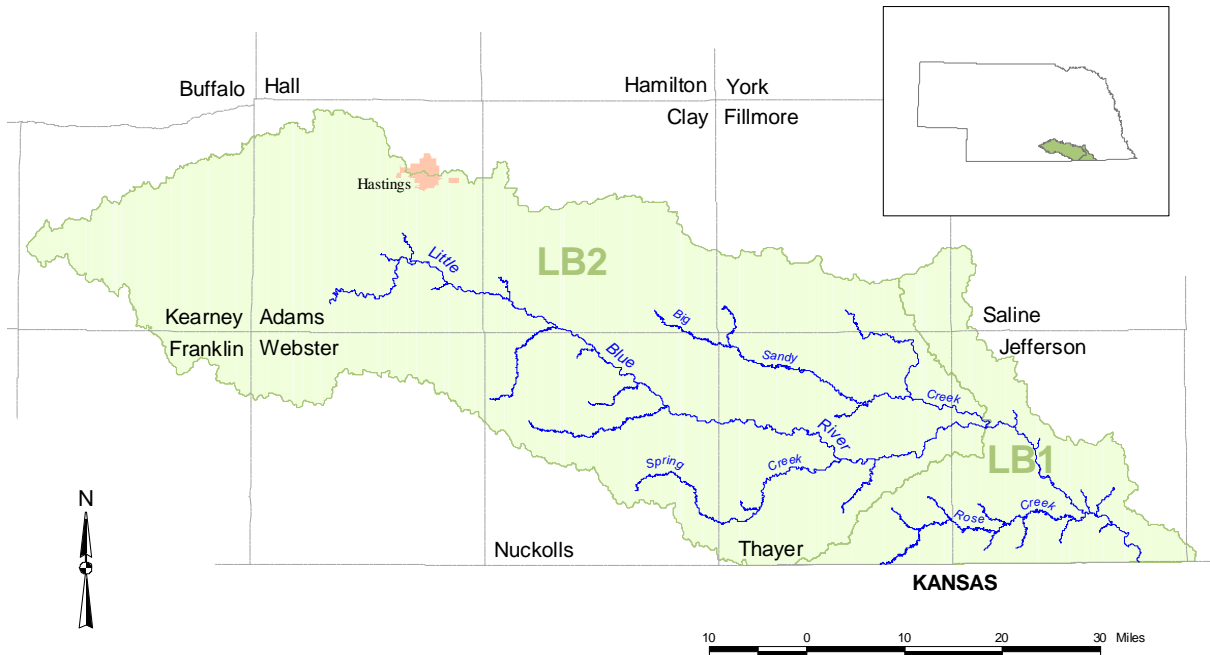 Buffalo Hall
Hamilton York
Clay Fillmore
Hastings
Little
LB2
Kearney Adams
Franklin Webster
Big
Sandy
Saline
Jefferson
Blue
Creek
River
LB1
Spring
Creek
Rose
Creek
N
Nuckolls
Thayer
KANSAS
10 0 10 20 30 Miles